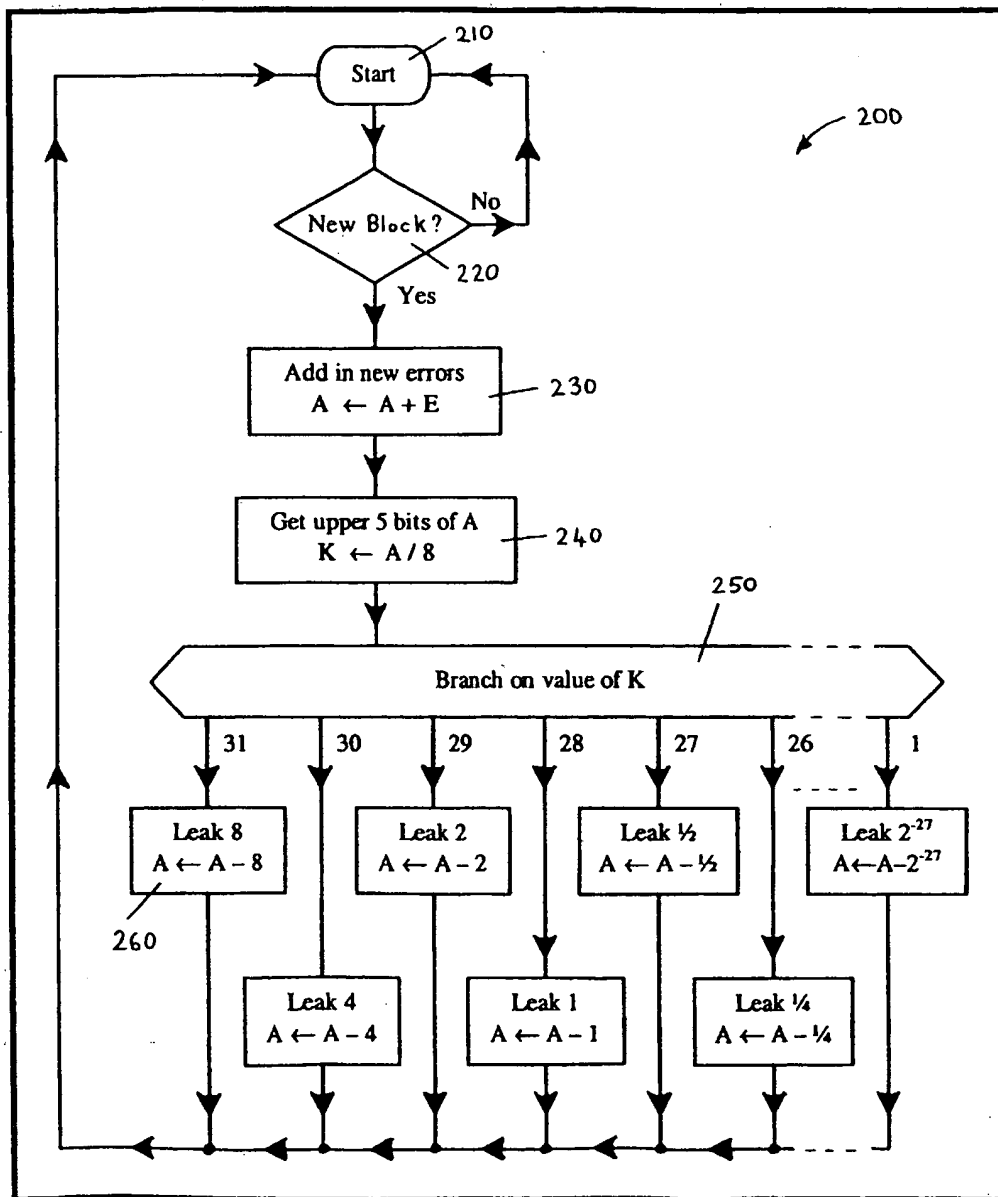 210
Start
200
New Block?
No
220
Yes
Add in new errors
A ← A + E
230
Get upper 5 bits of A
K ← A / 8
240
250
Branch on value of K
31
30
29
28
27
26
1
Leak 8
A ← A – 8
Leak 2
A ← A – 2
Leak ½
A ← A – ½
Leak 2⁻²⁷
A←A–2⁻²⁷
260
Leak 4
A ← A – 4
Leak 1
A ← A – 1
Leak ¼
A ← A – ¼